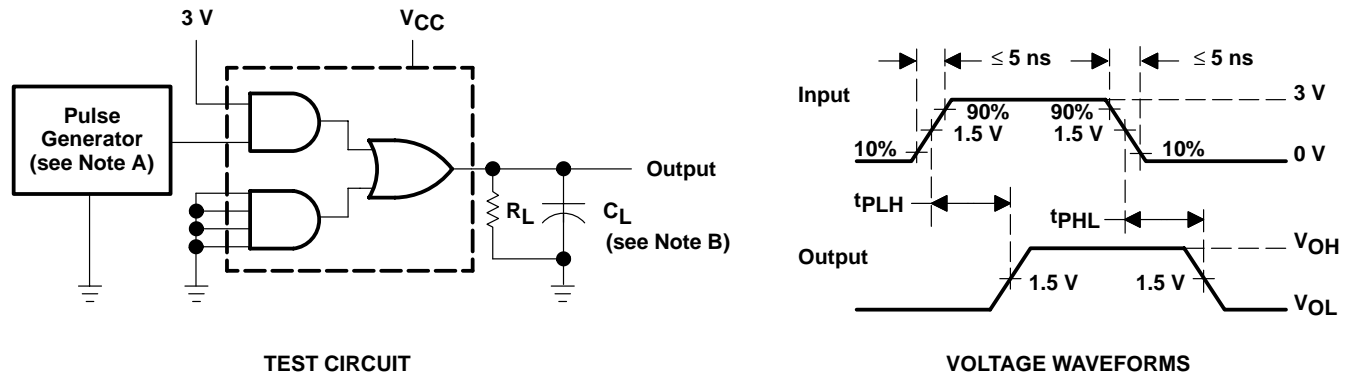 3 V
VCC
Pulse
Generator
(see Note A)
Output
RL
CL
(see Note B)
TEST CIRCUIT
≤ 5 ns
≤ 5 ns
Input
3 V
90%
90%
1.5 V
1.5 V
10%
10%
0 V
tPLH
tPHL
Output
VOH
1.5 V
1.5 V
VOL
VOLTAGE WAVEFORMS